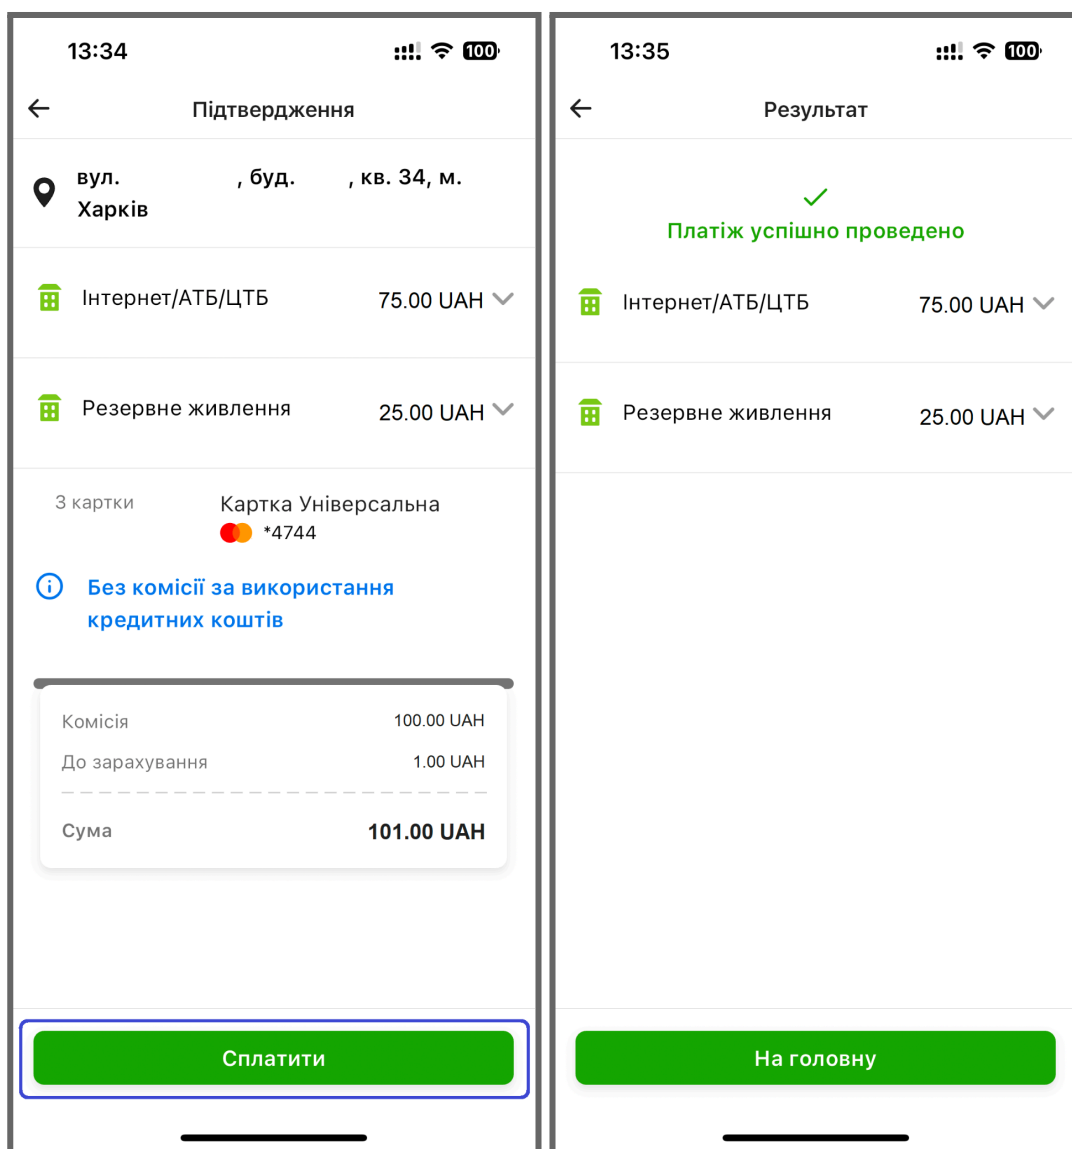 13:34
100
Підтвердження
вул. , буд. , кв. 34, м.
Харків
Інтернет/АТБ/ЦТБ 75.00 UAH
Резервне живлення 25.00 UAH
З картки Картка Універсальна
*4744
Без комісії за використання
кредитних коштів
Комісія 100.00 UAH
До зарахування 1.00 UAH
Сума 101.00 UAH
Сплатити
13:35
100
Результат
Платіж успішно проведено
Інтернет/АТБ/ЦТБ 75.00 UAH
Резервне живлення 25.00 UAH
На головну